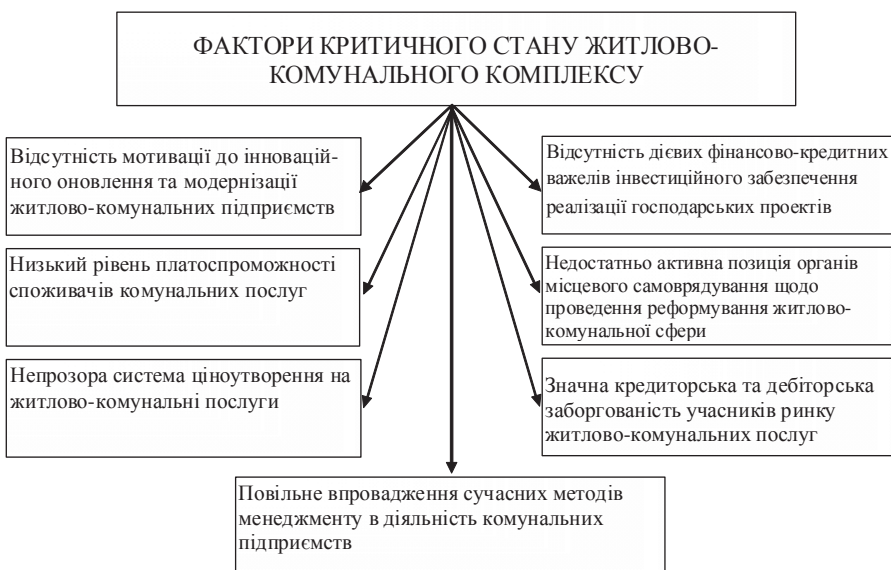 ФАКТОРИ КРИТИЧНОГО СТАНУ ЖИТЛОВО-
КОМУНАЛЬНОГО КОМПЛЕКСУ
Відсутність мотивації до інновацій-
ного оновлення та модернізації
житлово-комунальних підприємств
Низький рівень платоспроможності
споживачів комунальних послуг
Непрозора система ціноутворення на
житлово-комунальні послуги
Відсутність дієвих фінансово-кредитних
важелів інвестиційного забезпечення
реалізації господарських проектів
Недостатньо активна позиція органів
місцевого самоврядування щодо
проведення реформування житлово-
комунальної сфери
Значна кредиторська та дебіторська
заборгованість учасників ринку
житлово-комунальних послуг
Повільне впровадження сучасних методів
менеджменту в діяльність комунальних
підприємств